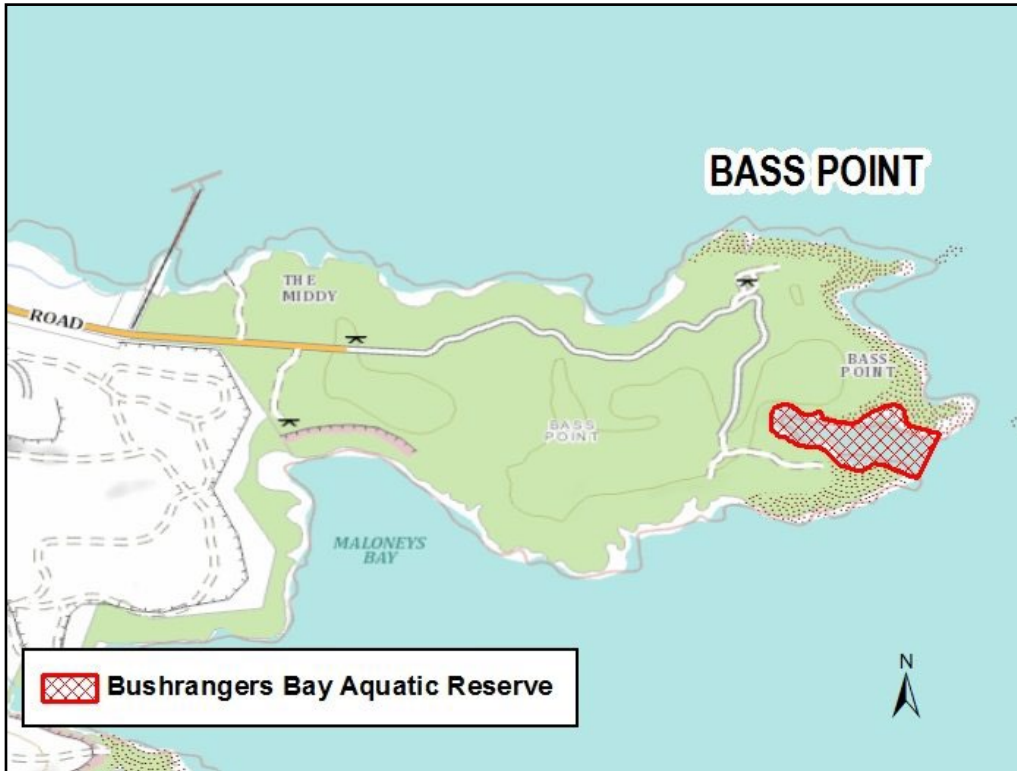 BASS POINT
THE
MIDDY
ROAD
BASS
POINT
BASS
POINT
MALONEYS
BAY
Bushrangers Bay Aquatic Reserve
N